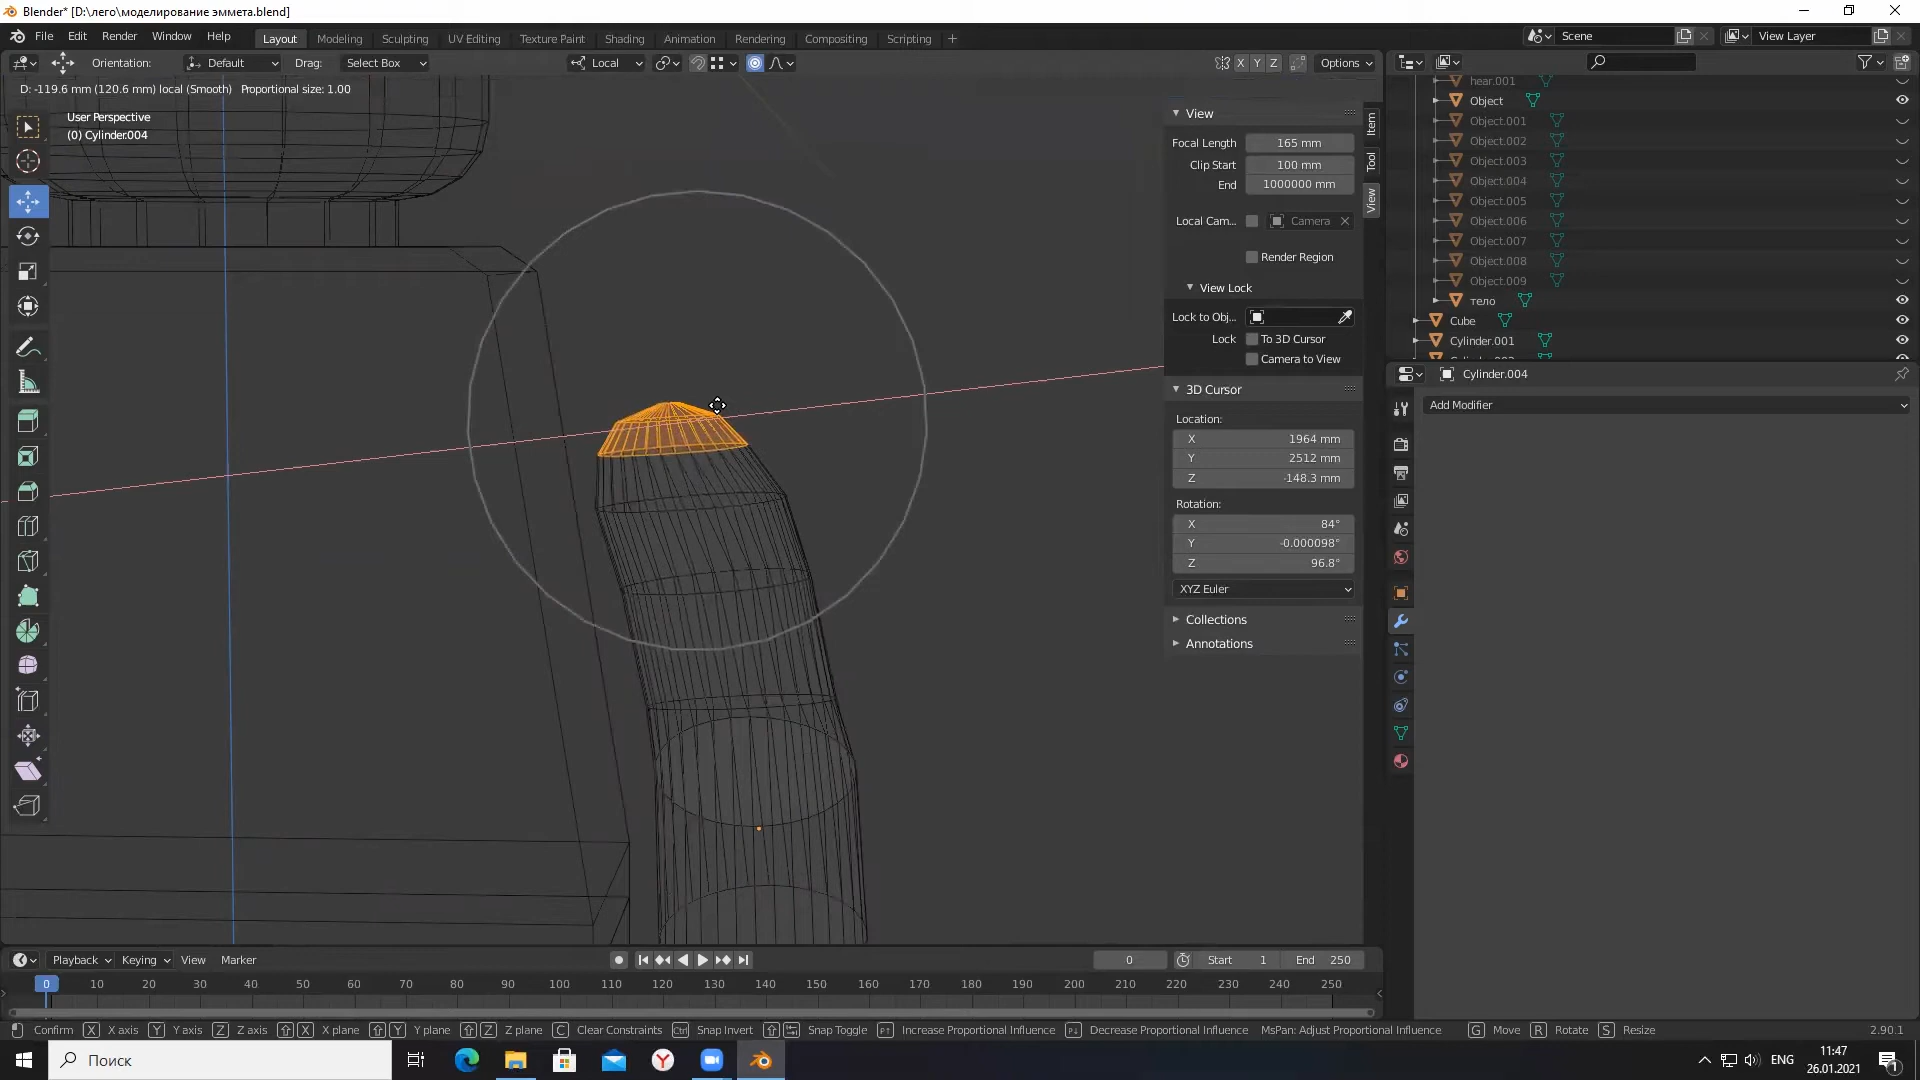 Blender* [D:\лего\моделирование эммета.blend]
File Edit Render Window Help Layout Modeling Sculpting UV Editing Texture Paint Shading Animation Rendering Compositing Scripting Scene View Layer
Orientation: Default Drag: Select Box Local X Y Z Options
D: -119.6 mm (120.6 mm) local (Smooth) Proportional size: 1.00
User Perspective
(0) Cylinder.004
View
Focal Length 165 mm
Clip Start 100 mm
End 1000000 mm
Local Cam... Camera
Render Region
View Lock
Lock to Obj...
Lock To 3D Cursor
Camera to View
3D Cursor
Location:
X 1964 mm
Y 2512 mm
Z -148.3 mm
Rotation:
X 84°
Y -0.000098°
Z 96.8°
XYZ Euler
Collections
Annotations
Item
Tool
View
hear.001
Object
Object.001
Object.002
Object.003
Object.004
Object.005
Object.006
Object.007
Object.008
Object.009
тело
Cube
Cylinder.001
Cylinder.004
Add Modifier
Playback Keying View Marker 0 Start 1 End 250
0 10 20 30 40 50 60 70 80 90 100 110 120 130 140 150 160 170 180 190 200 210 220 230 240 250
Confirm X X axis Y Y axis Z Z axis X X plane Y Y plane Z Z plane C Clear Constraints Ctrl Snap Invert Snap Toggle Increase Proportional Influence Decrease Proportional Influence MsPan: Adjust Proportional Influence G Move R Rotate S Resize 2.90.1
Поиск
ENG
11:47
26.01.2021
1